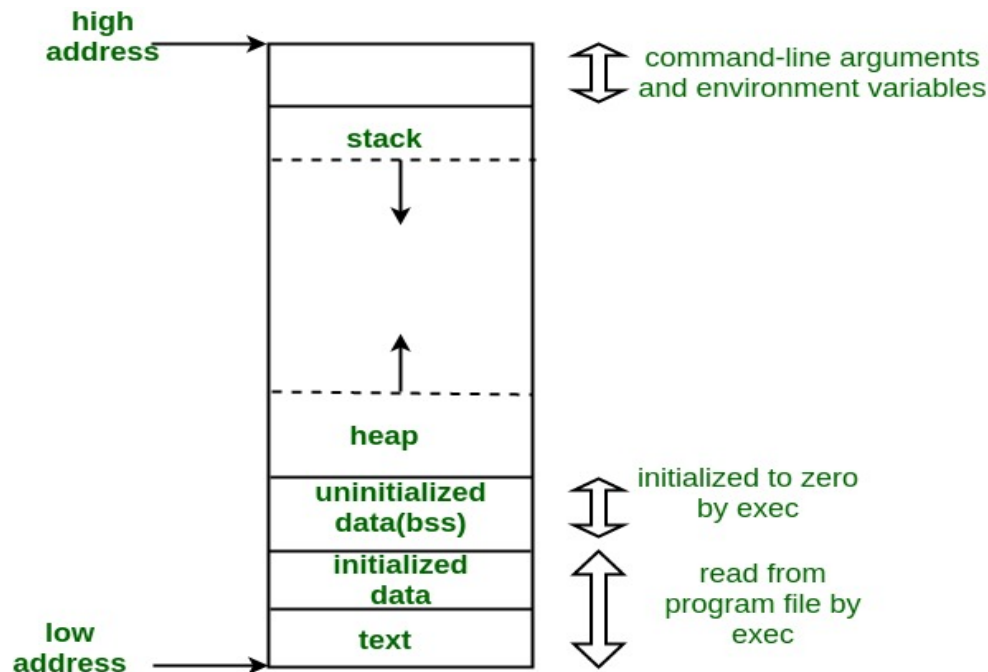 high
address
command-line arguments
and environment variables
stack
heap
uninitialized
data(bss)
initialized to zero
by exec
initialized
data
read from
program file by
exec
text
low
address